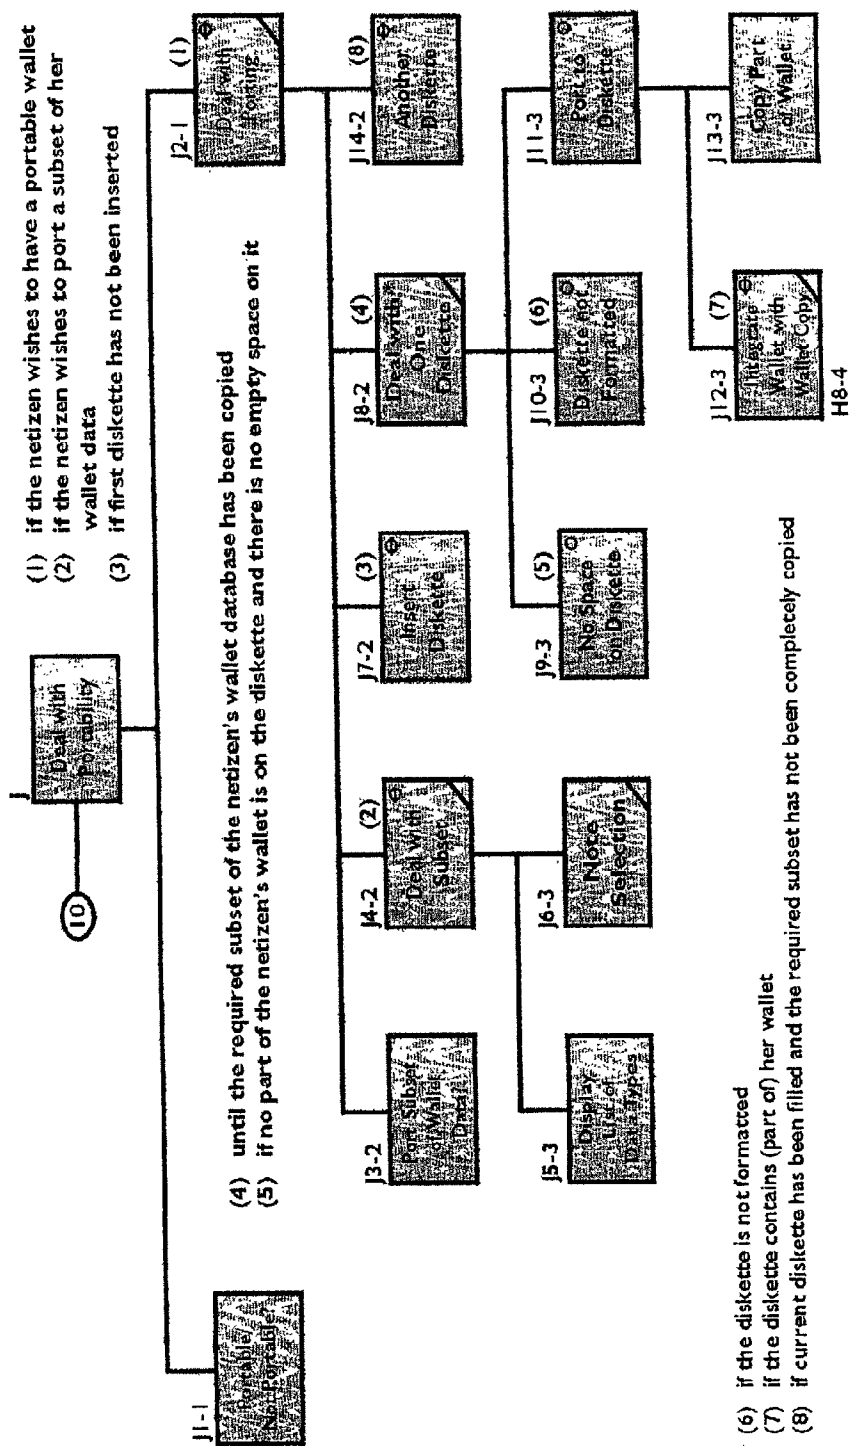 J
Deal with
Portability
10
(1) if the netizen wishes to have a portable wallet
(2) if the netizen wishes to port a subset of her
wallet data
(3) if first diskette has not been inserted
J1-1
Portable/
Not Portable?
J2-1
(1)
Deal with
Porting
(4) until the required subset of the netizen's wallet database has been copied
(5) if no part of the netizen's wallet is on the diskette and there is no empty space on it
J3-2
Port Subset
of Wallet
Data?
J4-2
(2)
Deal with
Subset
J7-2
(3)
Insert
Diskette
J8-2
(4)
Deal with
One
Diskette
J14-2
(8)
Another
Diskette
J5-3
Display
List of
Data Types
J6-3
Note
Selection
J9-3
(5)
No Space
on Diskette
J10-3
(6)
Diskette not
Formatted
J11-3
Port to
Diskette
J12-3
(7)
Integrate
Wallet with
Wallet Copy
H8-4
J13-3
Copy Part
of Wallet
(6) if the diskette is not formatted
(7) if the diskette contains (part of) her wallet
(8) if current diskette has been filled and the required subset has not been completely copied